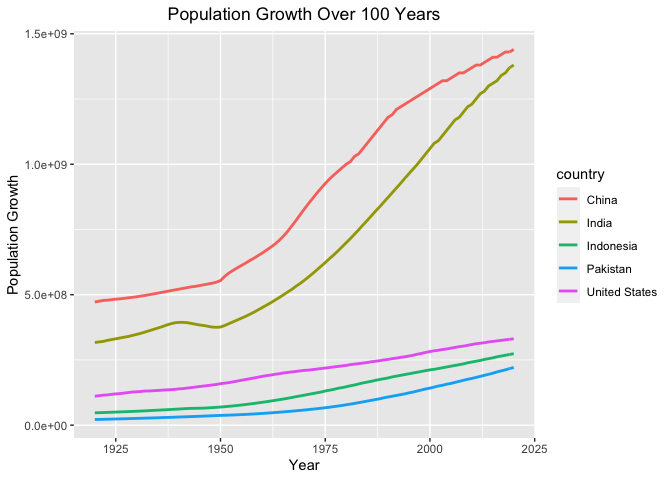 Population Growth Over 100 Years
Population Growth
1.5e+09
1.0e+09
5.0e+08
0.0e+00
1925 1950 1975 2000 2025
Year
country
China
India
Indonesia
Pakistan
United States